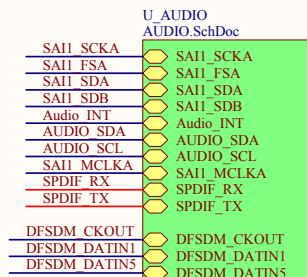 U_AUDIO
AUDIO.SchDoc
SAI1_SCKA SAI1_SCKA
SAI1_FSA SAI1_FSA
SAI1_SDA SAI1_SDA
SAI1_SDB SAI1_SDB
Audio_INT Audio_INT
AUDIO_SDA AUDIO_SDA
AUDIO_SCL AUDIO_SCL
SAI1_MCLKA SAI1_MCLKA
SPDIF_RX SPDIF_RX
SPDIF_TX SPDIF_TX
DFSDM_CKOUT DFSDM_CKOUT
DFSDM_DATIN1 DFSDM_DATIN1
DFSDM_DATIN5 DFSDM_DATIN5